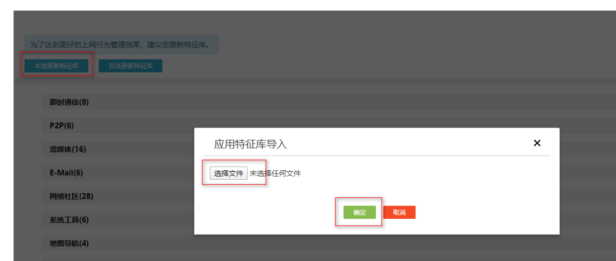 为了达到更好的上网行为管理效果，建议您更新特征库。
本地更新特征库 在线更新特征库
即时通信(8)
P2P(6)
流媒体(16)
E-Mail(6)
网络社区(28)
系统工具(6)
地图导航(4)
应用特征库导入 ×
选择文件 未选择任何文件
确定 取消